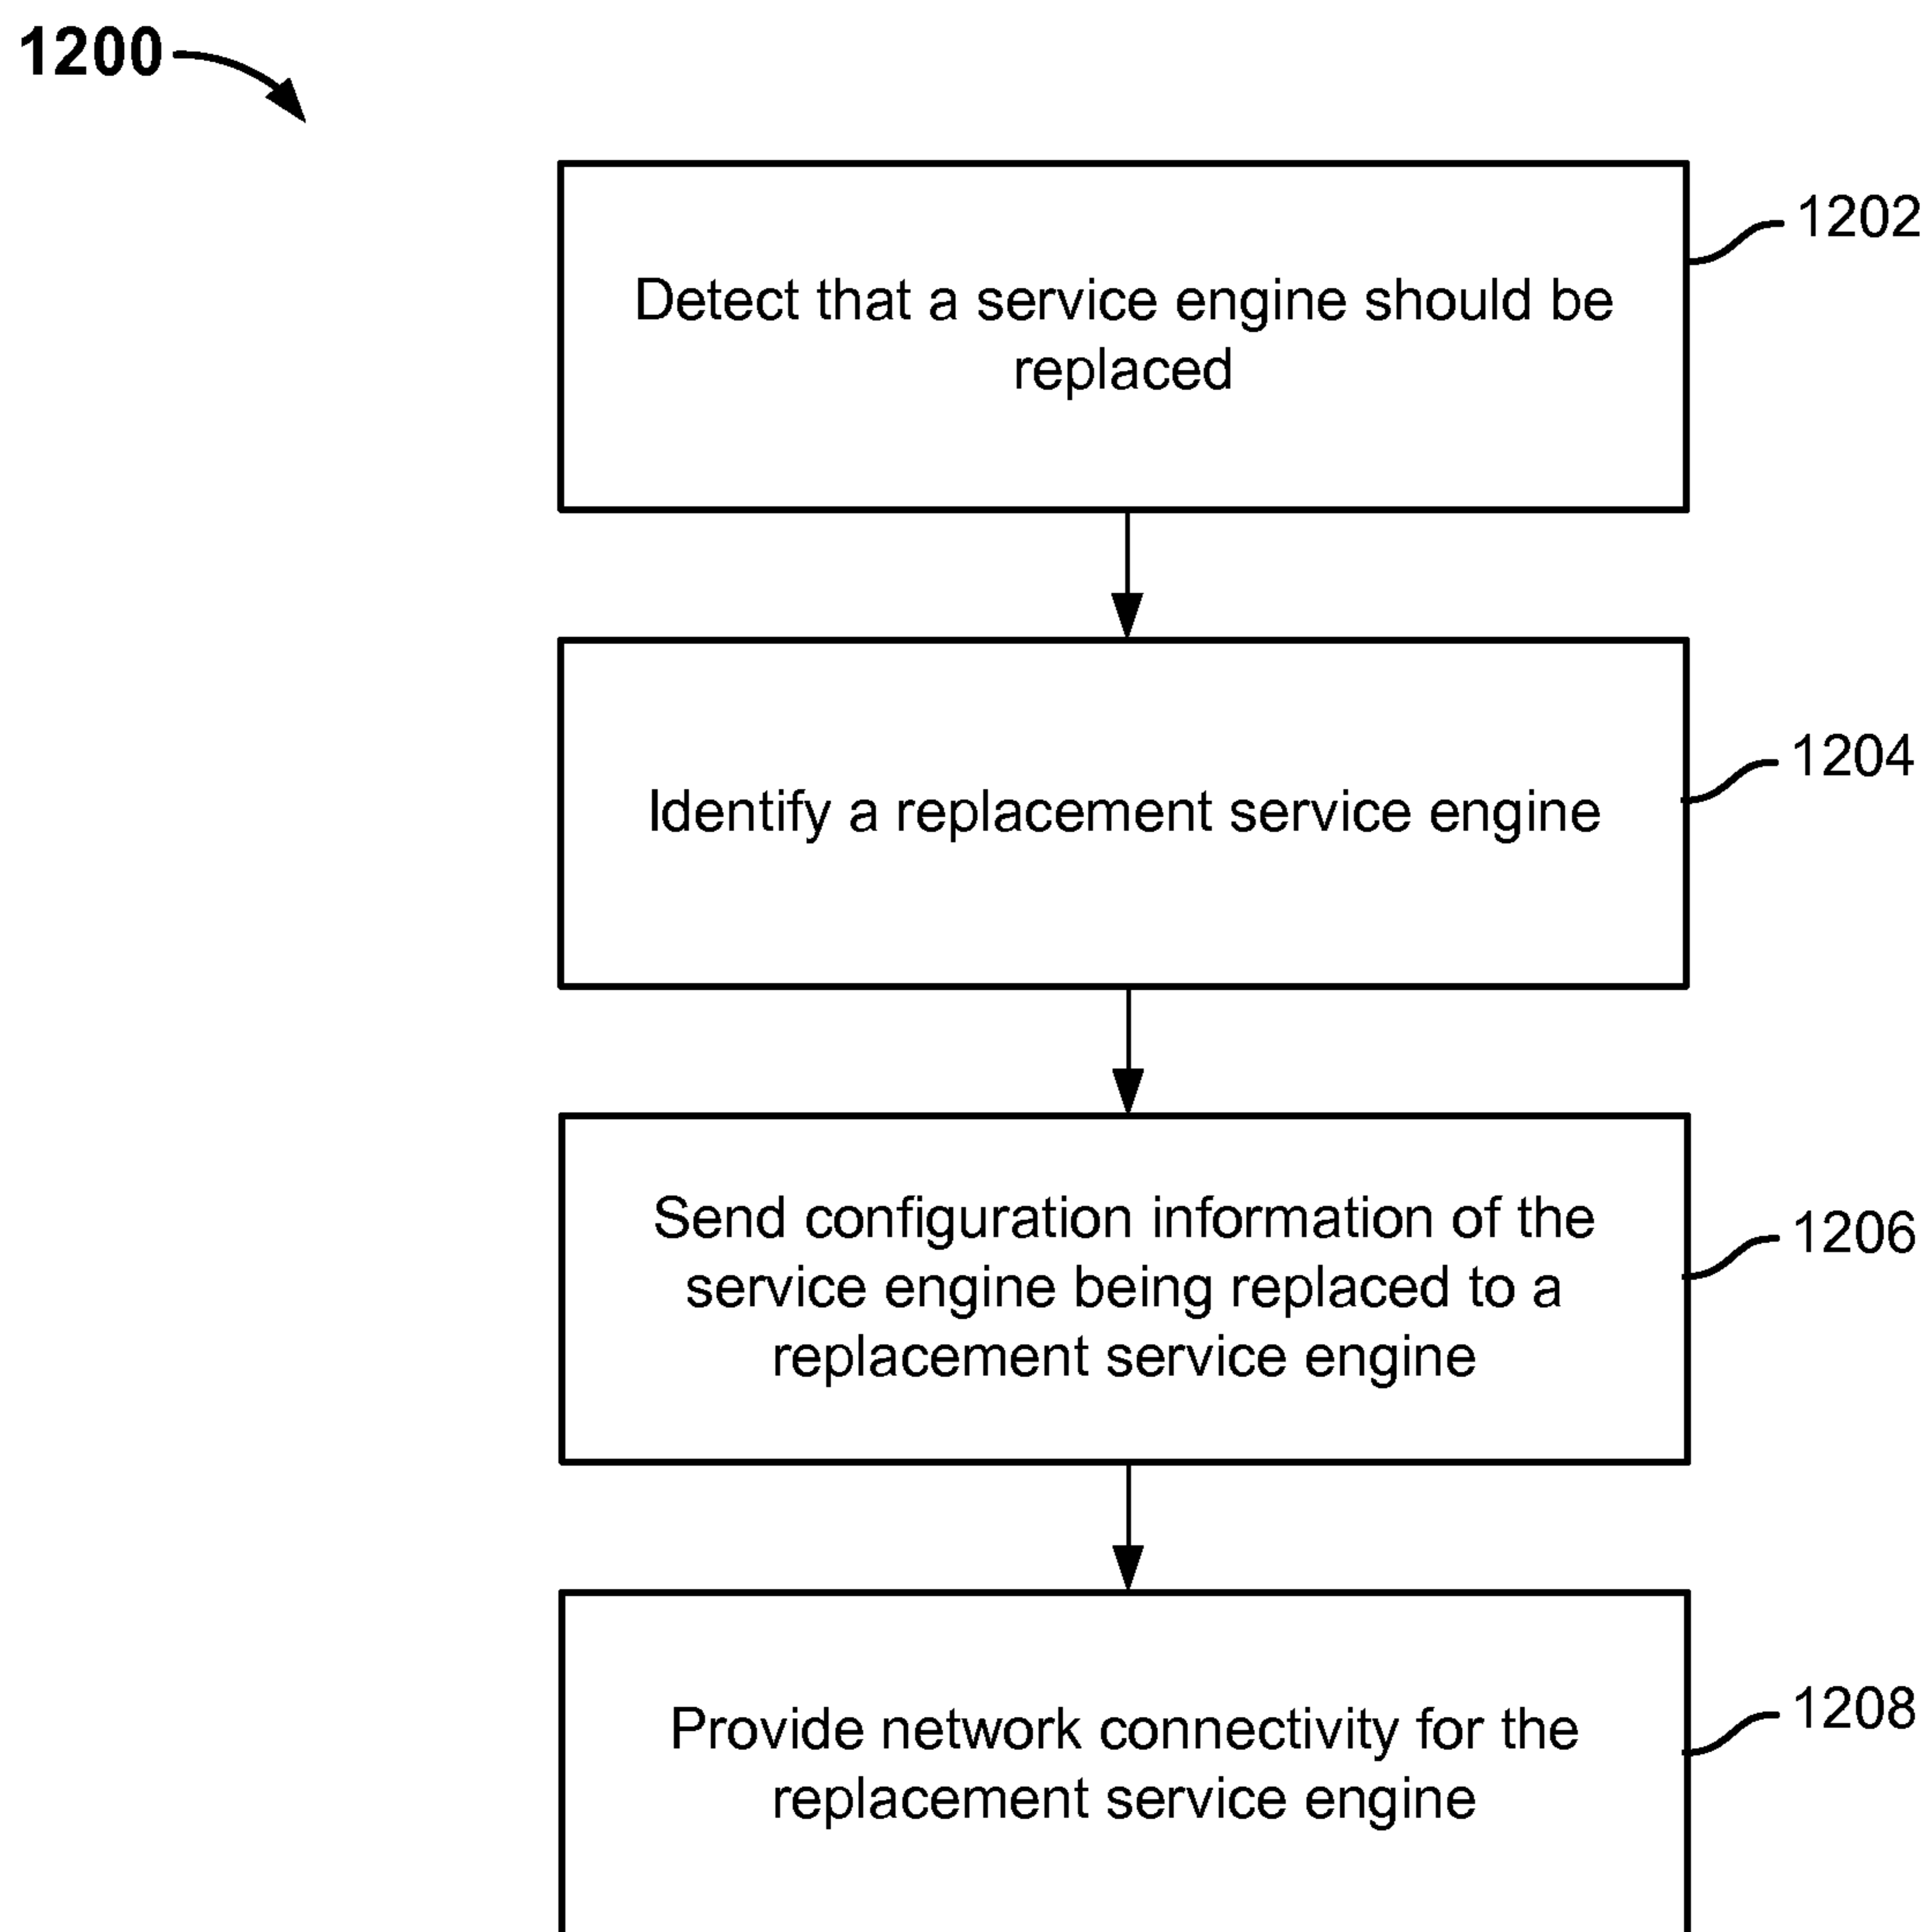 1200
1202
Detect that a service engine should be
replaced
1204
Identify a replacement service engine
1206
Send configuration information of the
service engine being replaced to a
replacement service engine
1208
Provide network connectivity for the
replacement service engine